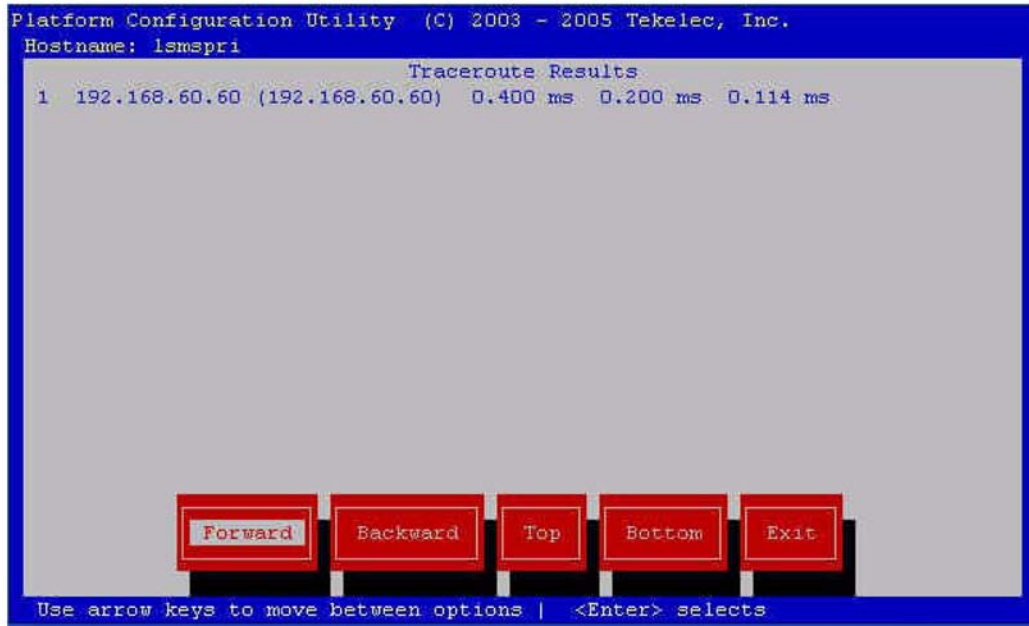 Platform Configuration Utility (C) 2003 - 2005 Tekelec, Inc.
Hostname: lsmspri
Traceroute Results
1 192.168.60.60 (192.168.60.60) 0.400 ms 0.200 ms 0.114 ms
Forward Backward Top Bottom Exit
Use arrow keys to move between options | <Enter> selects